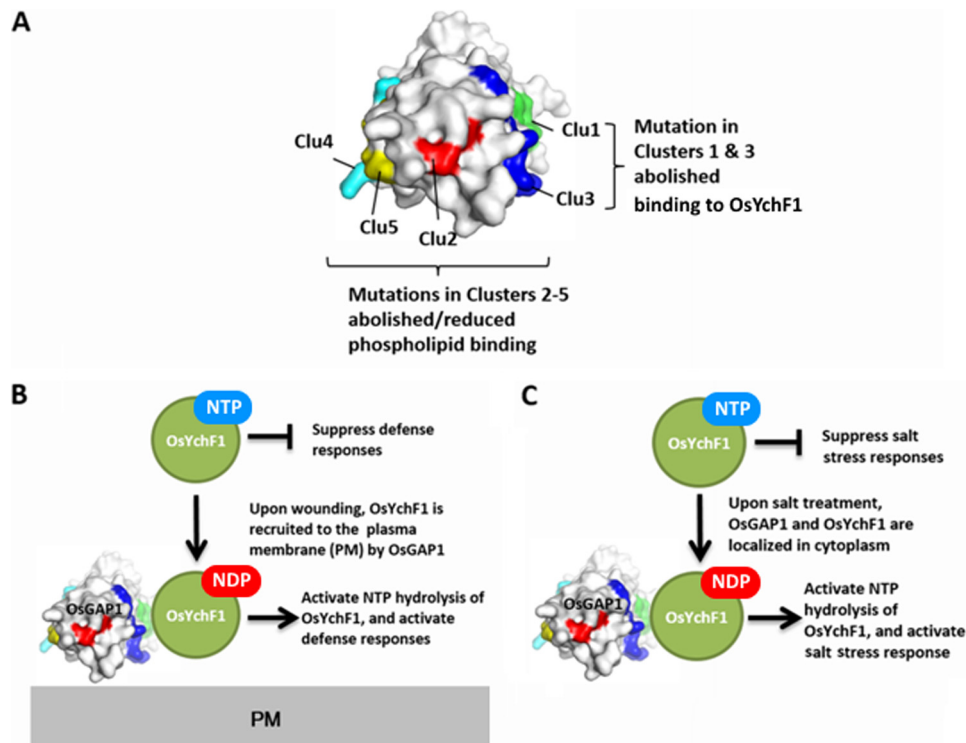 A
Clu1
Clu4
Clu3
Clu5
Clu2
Mutation in
Clusters 1 & 3
abolished
binding to OsYchF1
Mutations in Clusters 2-5
abolished/reduced
phospholipid binding
B
NTP
OsYchF1
Suppress defense
responses
Upon wounding, OsYchF1 is
recruited to the plasma
membrane (PM) by OsGAP1
NDP
OsGAP1
OsYchF1
Activate NTP hydrolysis of
OsYchF1, and activate
defense responses
PM
C
NTP
OsYchF1
Suppress salt
stress responses
Upon salt treatment,
OsGAP1 and OsYchF1 are
localized in cytoplasm
NDP
OsGAP1
OsYchF1
Activate NTP
hydrolysis of
OsYchF1, and activate
salt stress response